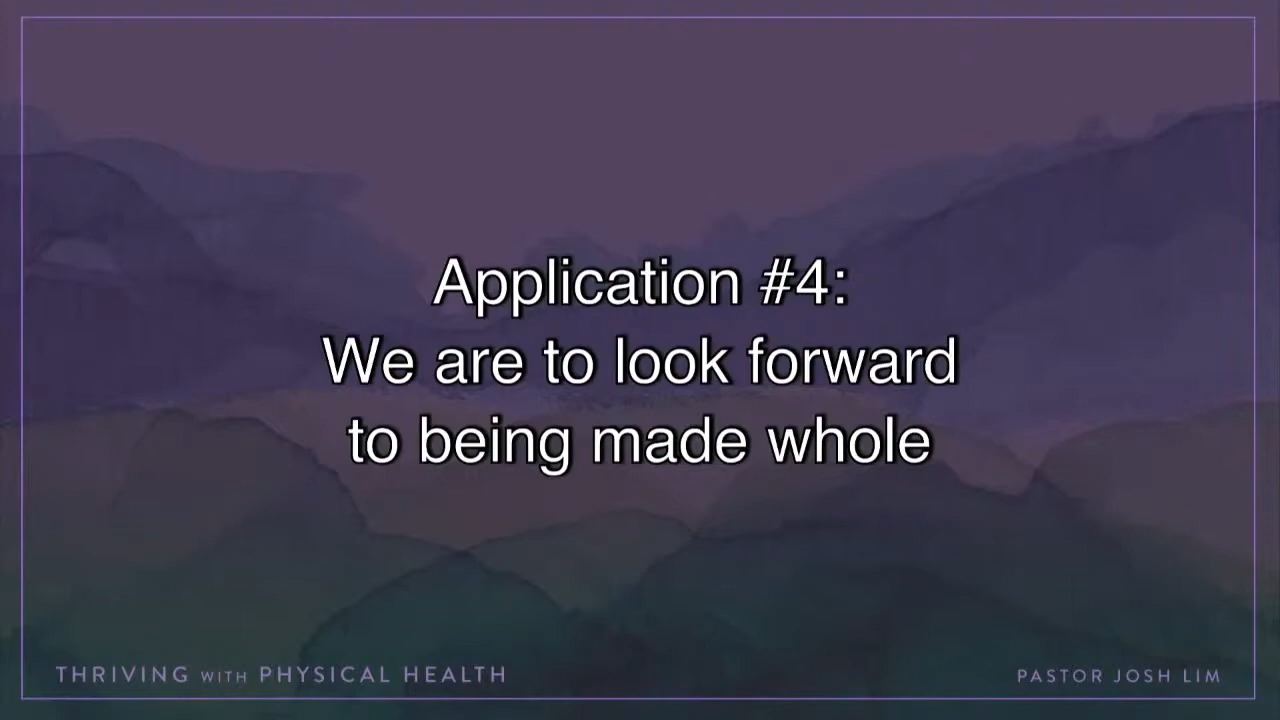 Application #4:
We are to look forward
to being made whole
THRIVING WITH PHYSICAL HEALTH
PASTOR JOSH LIM